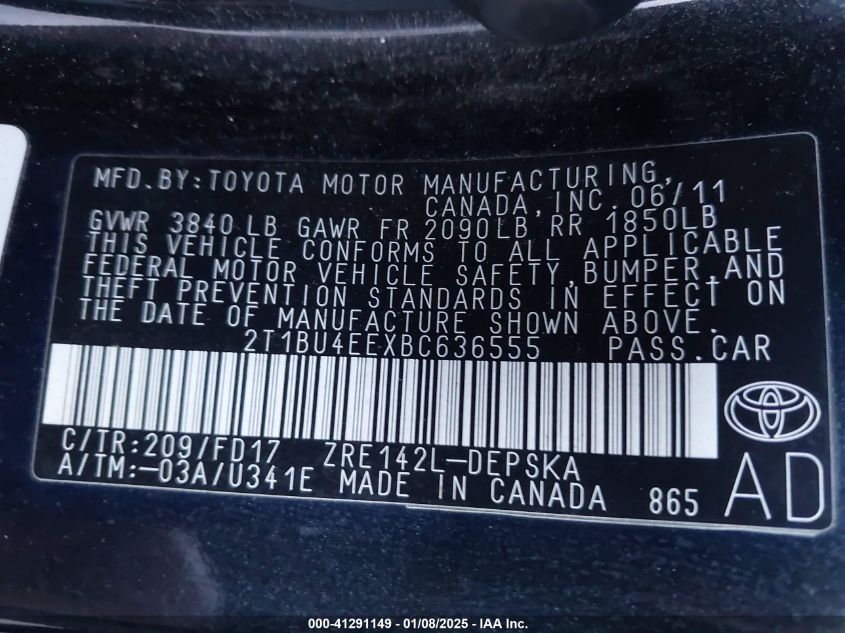 MFD.BY:TOYOTA MOTOR MANUFACTURING,
CANADA,INC. 06/11
GVWR 3840 LB GAWR FR 2090LB RR 1850LB
THIS VEHICLE CONFORMS TO ALL APPLICABLE
FEDERAL MOTOR VEHICLE SAFETY,BUMPER,AND
THEFT PREVENTION STANDARDS IN EFFECT ON
THE DATE OF MANUFACTURE SHOWN ABOVE.
2T1BU4EEXBC636555 PASS.CAR
C/TR:209/FD17 ZRE142L-DEPSKA
A/TM:-03A/U341E MADE IN CANADA 865
AD
000-41291149 - 01/08/2025 - IAA Inc.